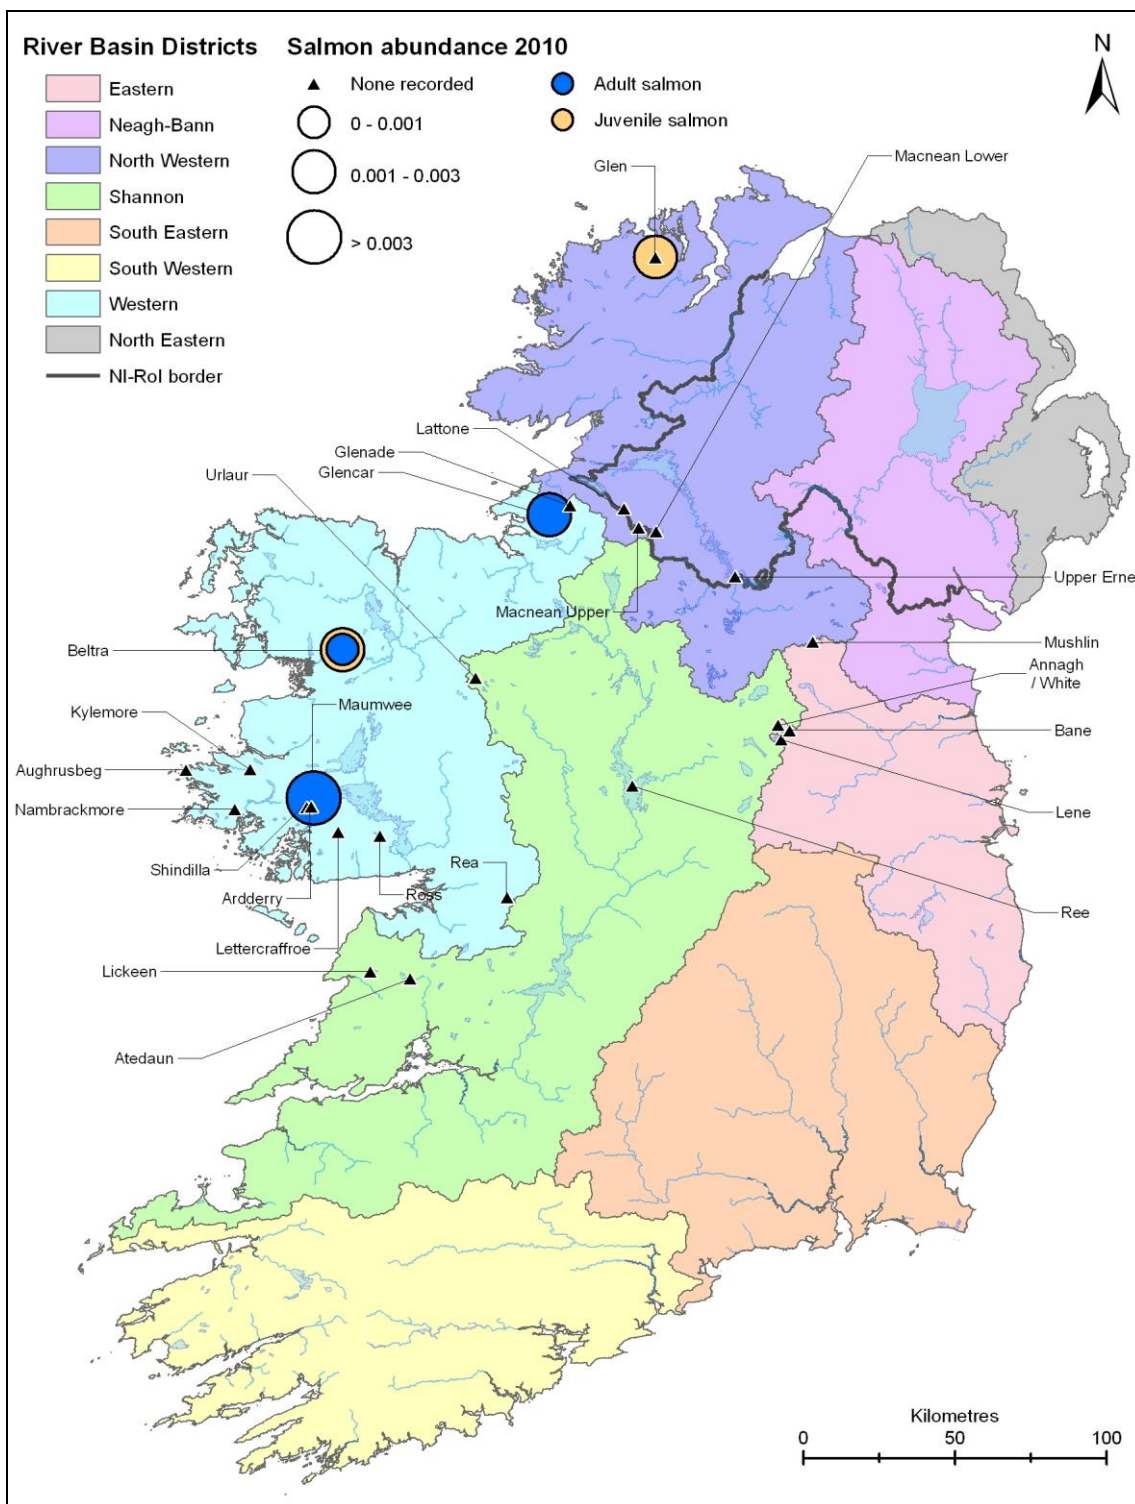 River Basin Districts
Eastern
Neagh-Bann
North Western
Shannon
South Eastern
South Western
Western
North Eastern
NI-RoI border
Salmon abundance 2010
None recorded
0 - 0.001
0.001 - 0.003
> 0.003
Adult salmon
Juvenile salmon
N
Glen
Macnean Lower
Lattone
Glenade
Glencar
Urlaur
Macnean Upper
Upper Erne
Beltra
Mushlin
Annagh
/ White
Maumwee
Kylemore
Bane
Aughrusbeg
Nambrackmore
Lene
Shindilla
Rea
Ardderry
Ross
Ree
Lettercraffroe
Lickeen
Atedaun
Kilometres
0 50 100